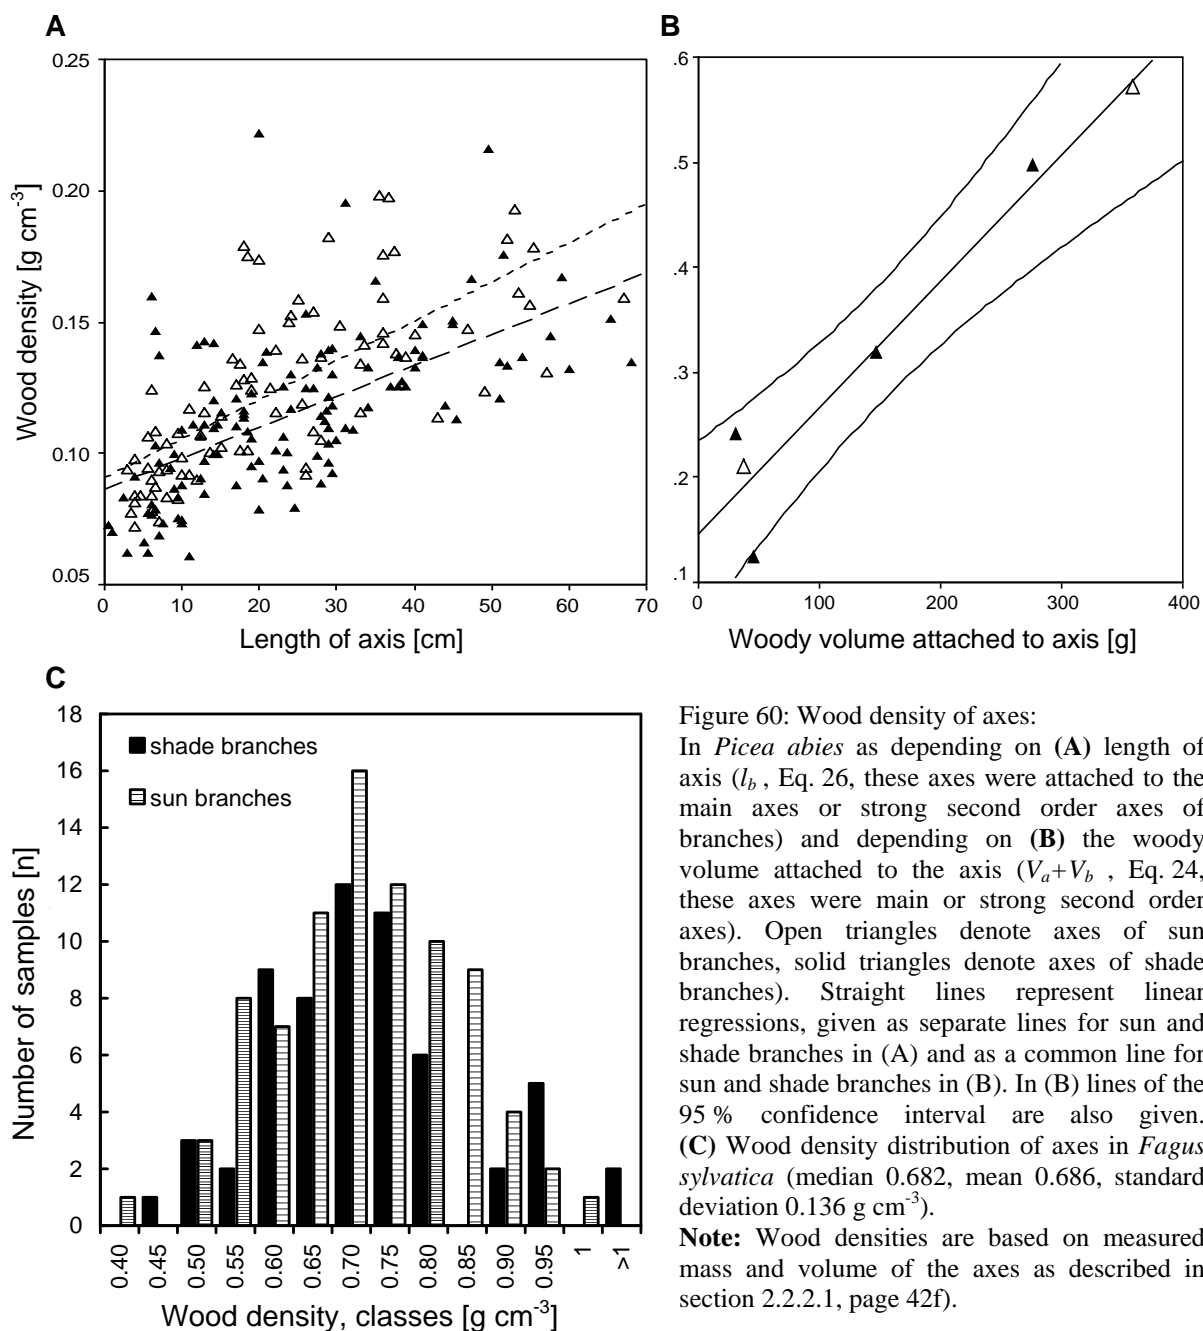 A
B
0.25
0.20
0.15
0.10
0.05
Wood density [g cm-3]
0 10 20 30 40 50 60 70
Length of axis [cm]
.6
.5
.4
.3
.2
.1
0 100 200 300 400
Woody volume attached to axis [g]
C
18
16
14
12
10
8
6
4
2
0
Number of samples [n]
shade branches
sun branches
0.40 0.45 0.50 0.55 0.60 0.65 0.70 0.75 0.80 0.85 0.90 0.95 1 >1
Wood density, classes [g cm-3]
Figure 60: Wood density of axes:
In Picea abies as depending on (A) length of
axis (lb , Eq. 26, these axes were attached to the
main axes or strong second order axes of
branches) and depending on (B) the woody
volume attached to the axis (Va+Vb , Eq. 24,
these axes were main or strong second order
axes). Open triangles denote axes of sun
branches, solid triangles denote axes of shade
branches). Straight lines represent linear
regressions, given as separate lines for sun and
shade branches in (A) and as a common line for
sun and shade branches in (B). In (B) lines of the
95 % confidence interval are also given.
(C) Wood density distribution of axes in Fagus
sylvatica (median 0.682, mean 0.686, standard
deviation 0.136 g cm-3).
Note: Wood densities are based on measured
mass and volume of the axes as described in
section 2.2.2.1, page 42f).